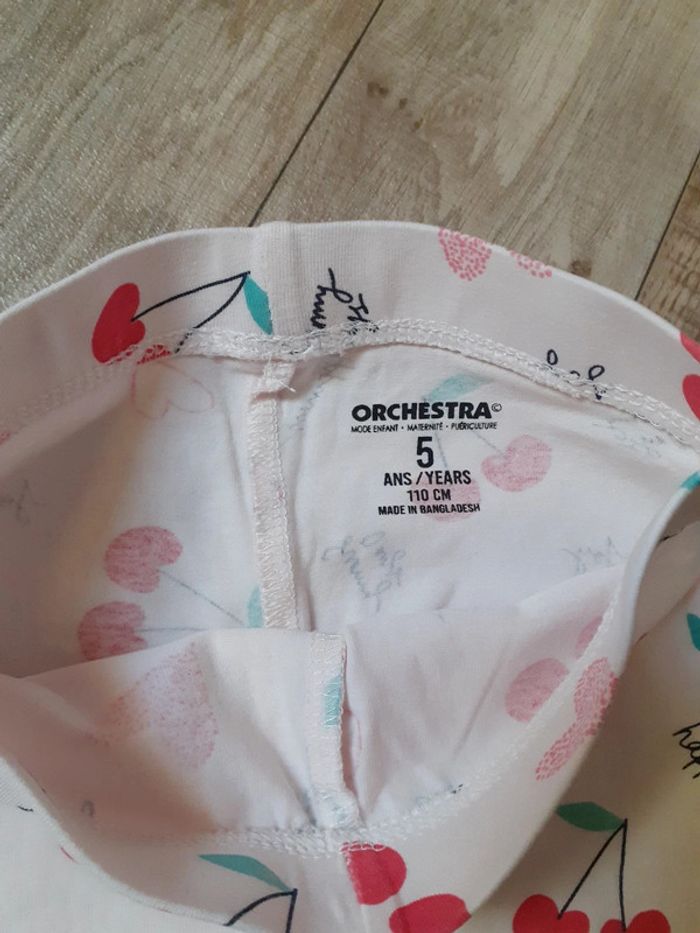 ORCHESTRA©
MODE ENFANT • MATERNITÉ • PUÉRICULTURE
5
ANS / YEARS
110 CM
MADE IN BANGLADESH